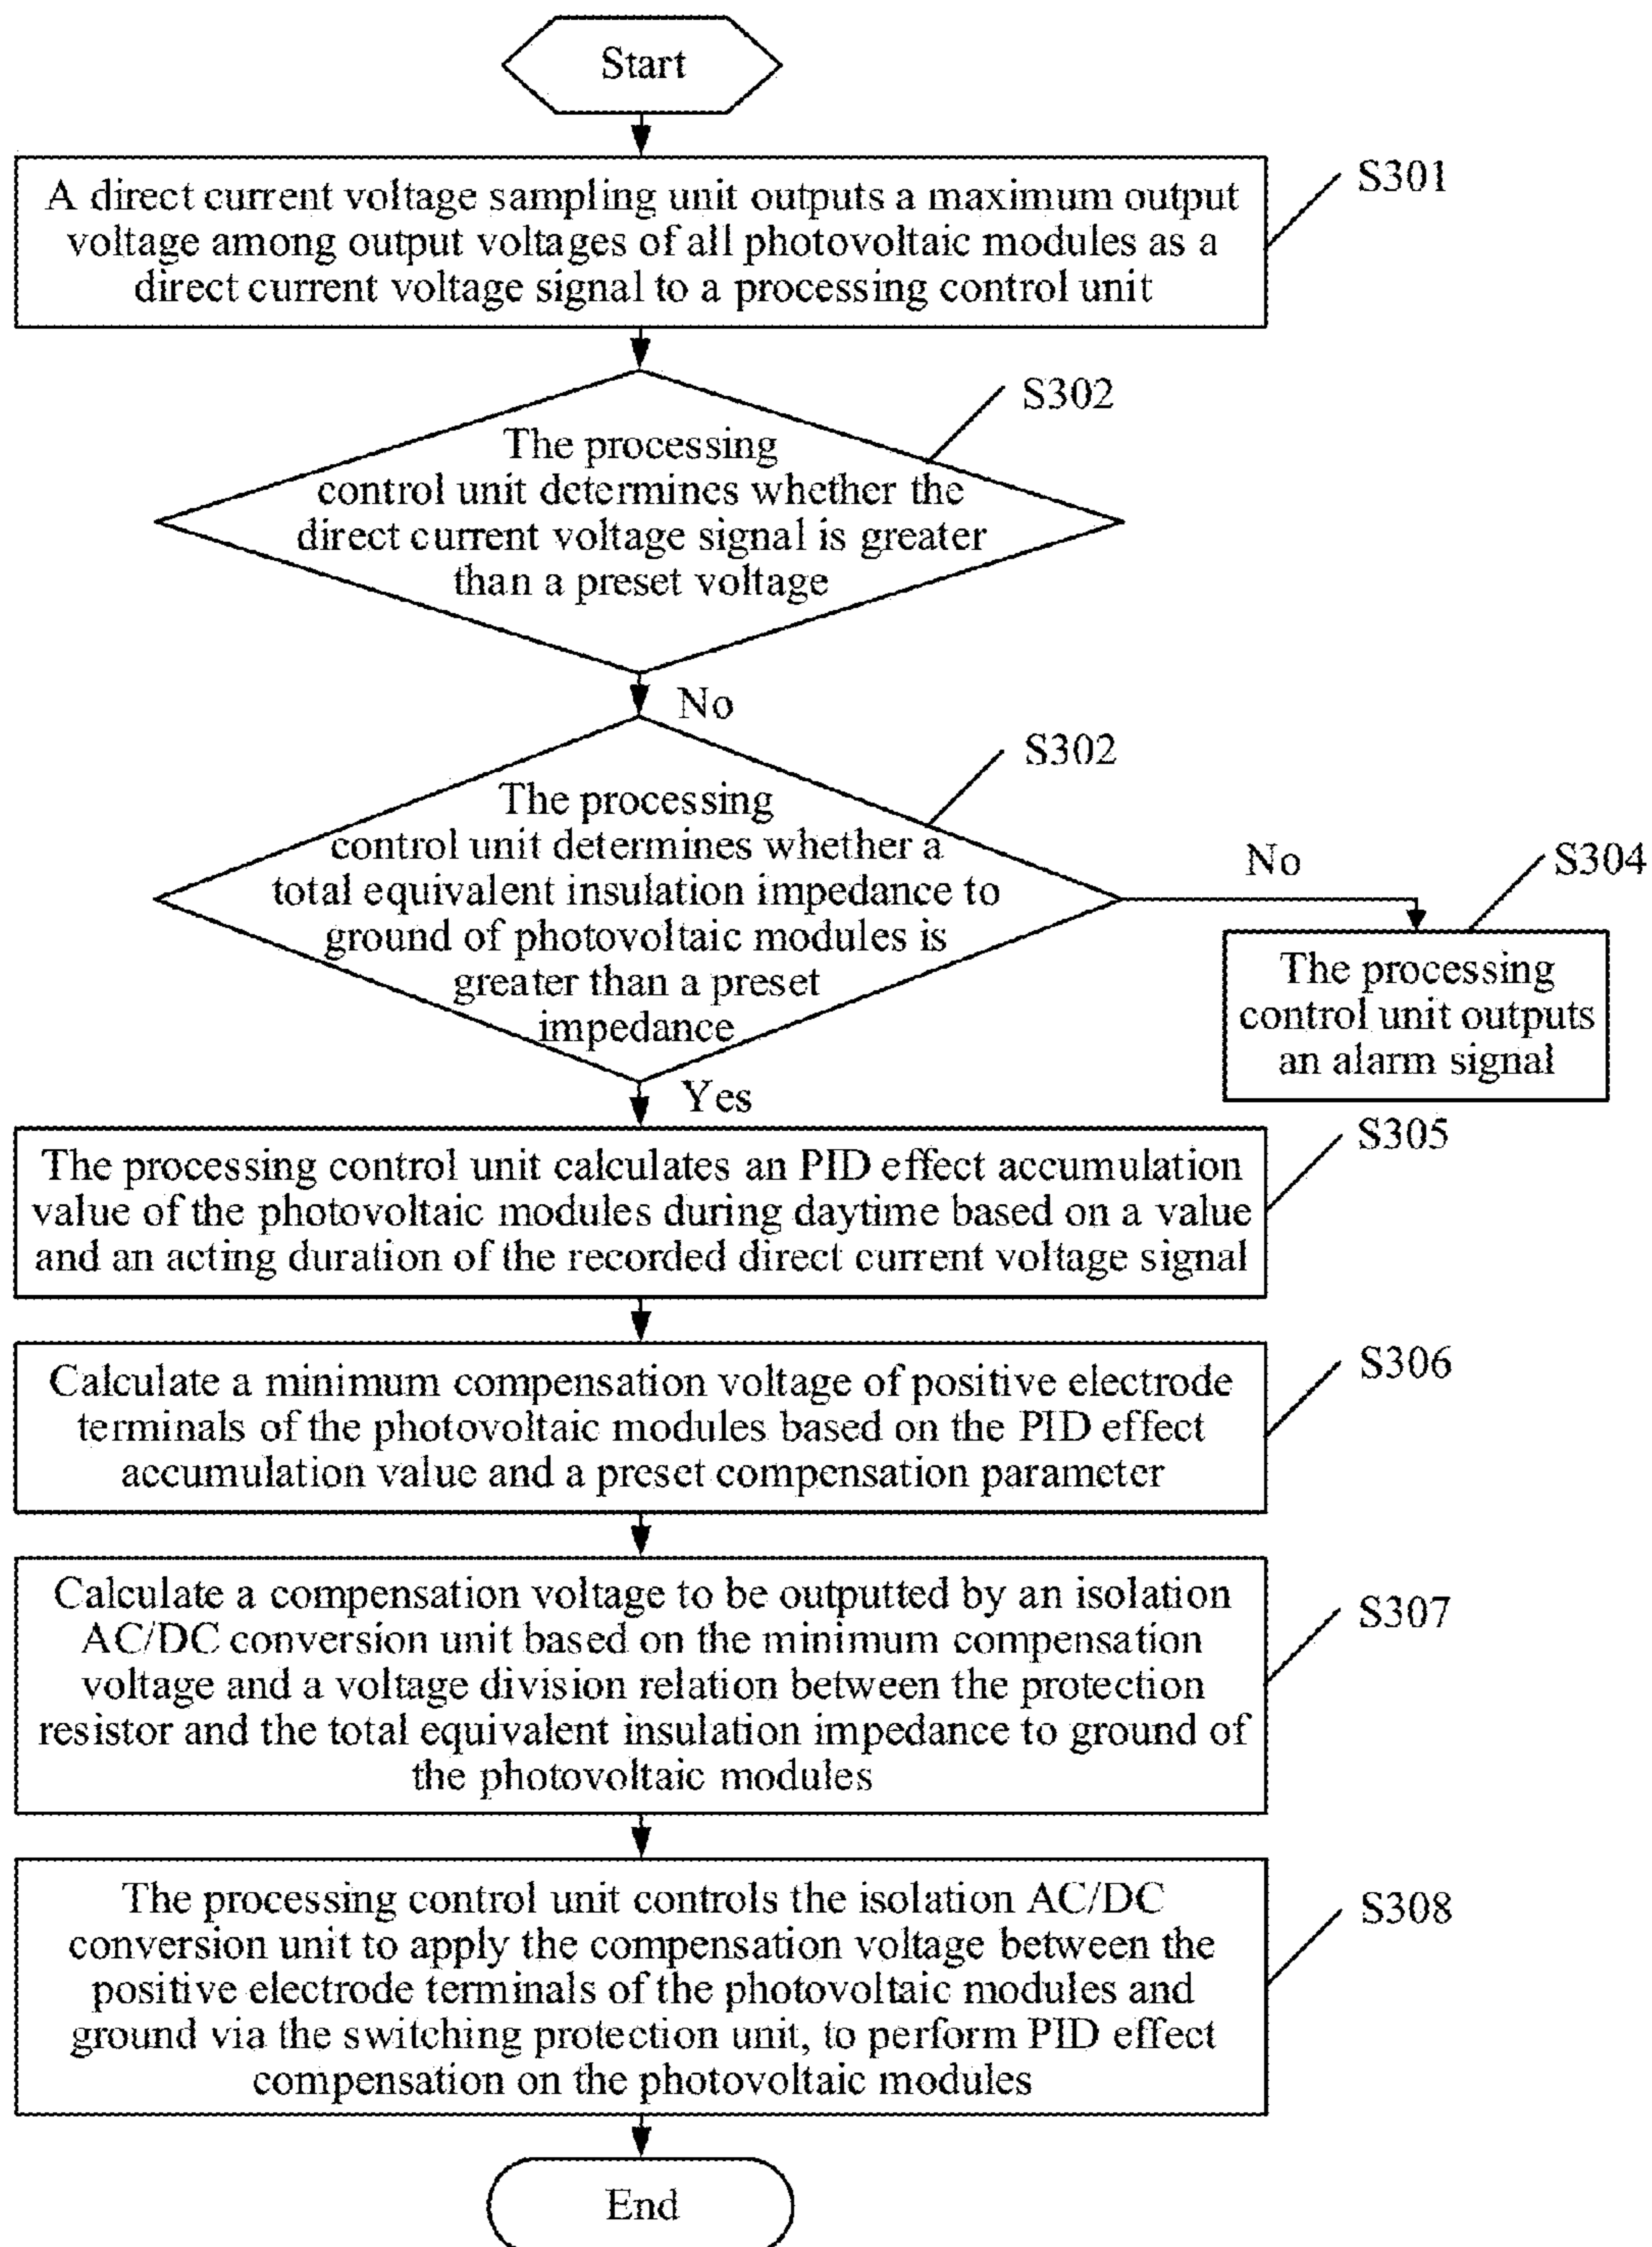 Start
A direct current voltage sampling unit outputs a maximum output
voltage among output voltages of all photovoltaic modules as a
direct current voltage signal to a processing control unit
S301
The processing
control unit determines whether the
direct current voltage signal is greater
than a preset voltage
S302
No
The processing
control unit determines whether a
total equivalent insulation impedance to
ground of photovoltaic modules is
greater than a preset
impedance
S302
No
S304
The processing
control unit outputs
an alarm signal
Yes
The processing control unit calculates an PID effect accumulation
value of the photovoltaic modules during daytime based on a value
and an acting duration of the recorded direct current voltage signal
S305
Calculate a minimum compensation voltage of positive electrode
terminals of the photovoltaic modules based on the PID effect
accumulation value and a preset compensation parameter
S306
Calculate a compensation voltage to be outputted by an isolation
AC/DC conversion unit based on the minimum compensation
voltage and a voltage division relation between the protection
resistor and the total equivalent insulation impedance to ground of
the photovoltaic modules
S307
The processing control unit controls the isolation AC/DC
conversion unit to apply the compensation voltage between the
positive electrode terminals of the photovoltaic modules and
ground via the switching protection unit, to perform PID effect
compensation on the photovoltaic modules
S308
End